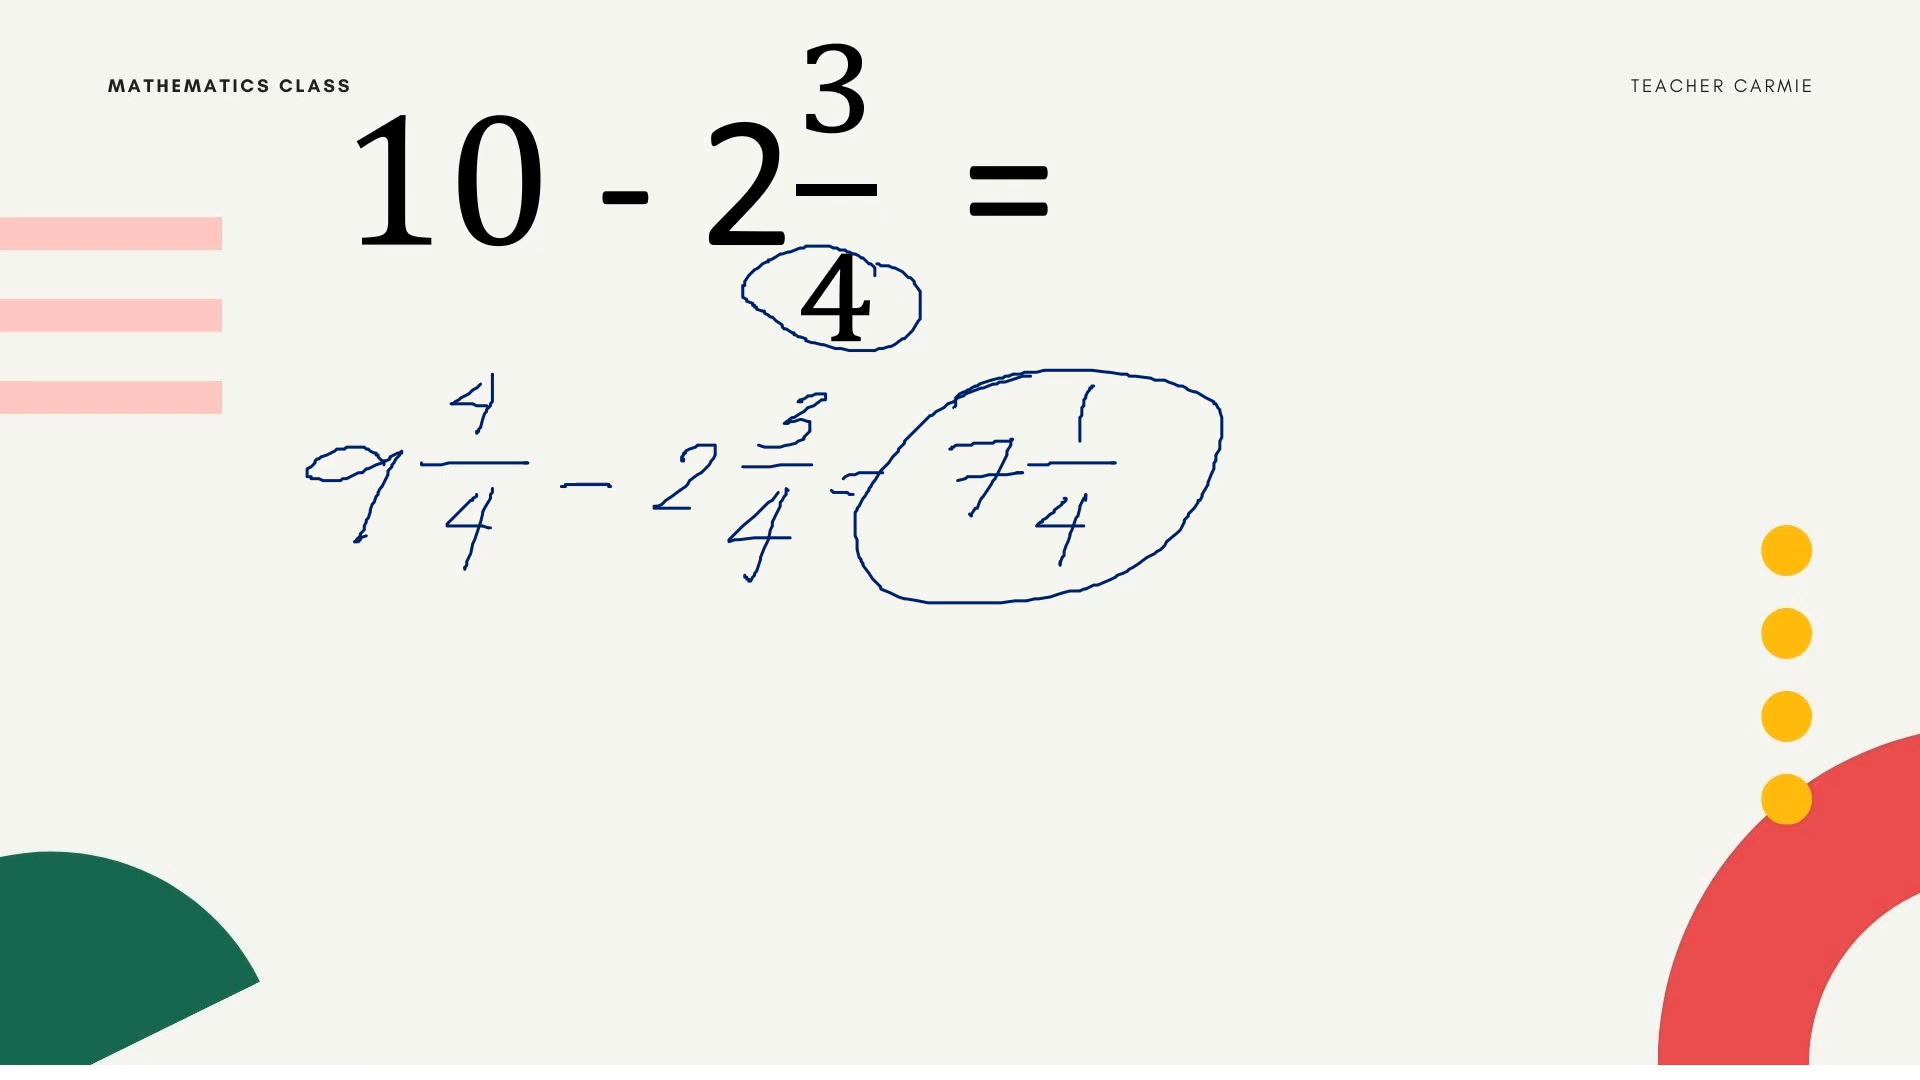 MATHEMATICS CLASS
TEACHER CARMIE
10 - 2 3/4 =
9 4/4 - 2 3/4 = 7 1/4